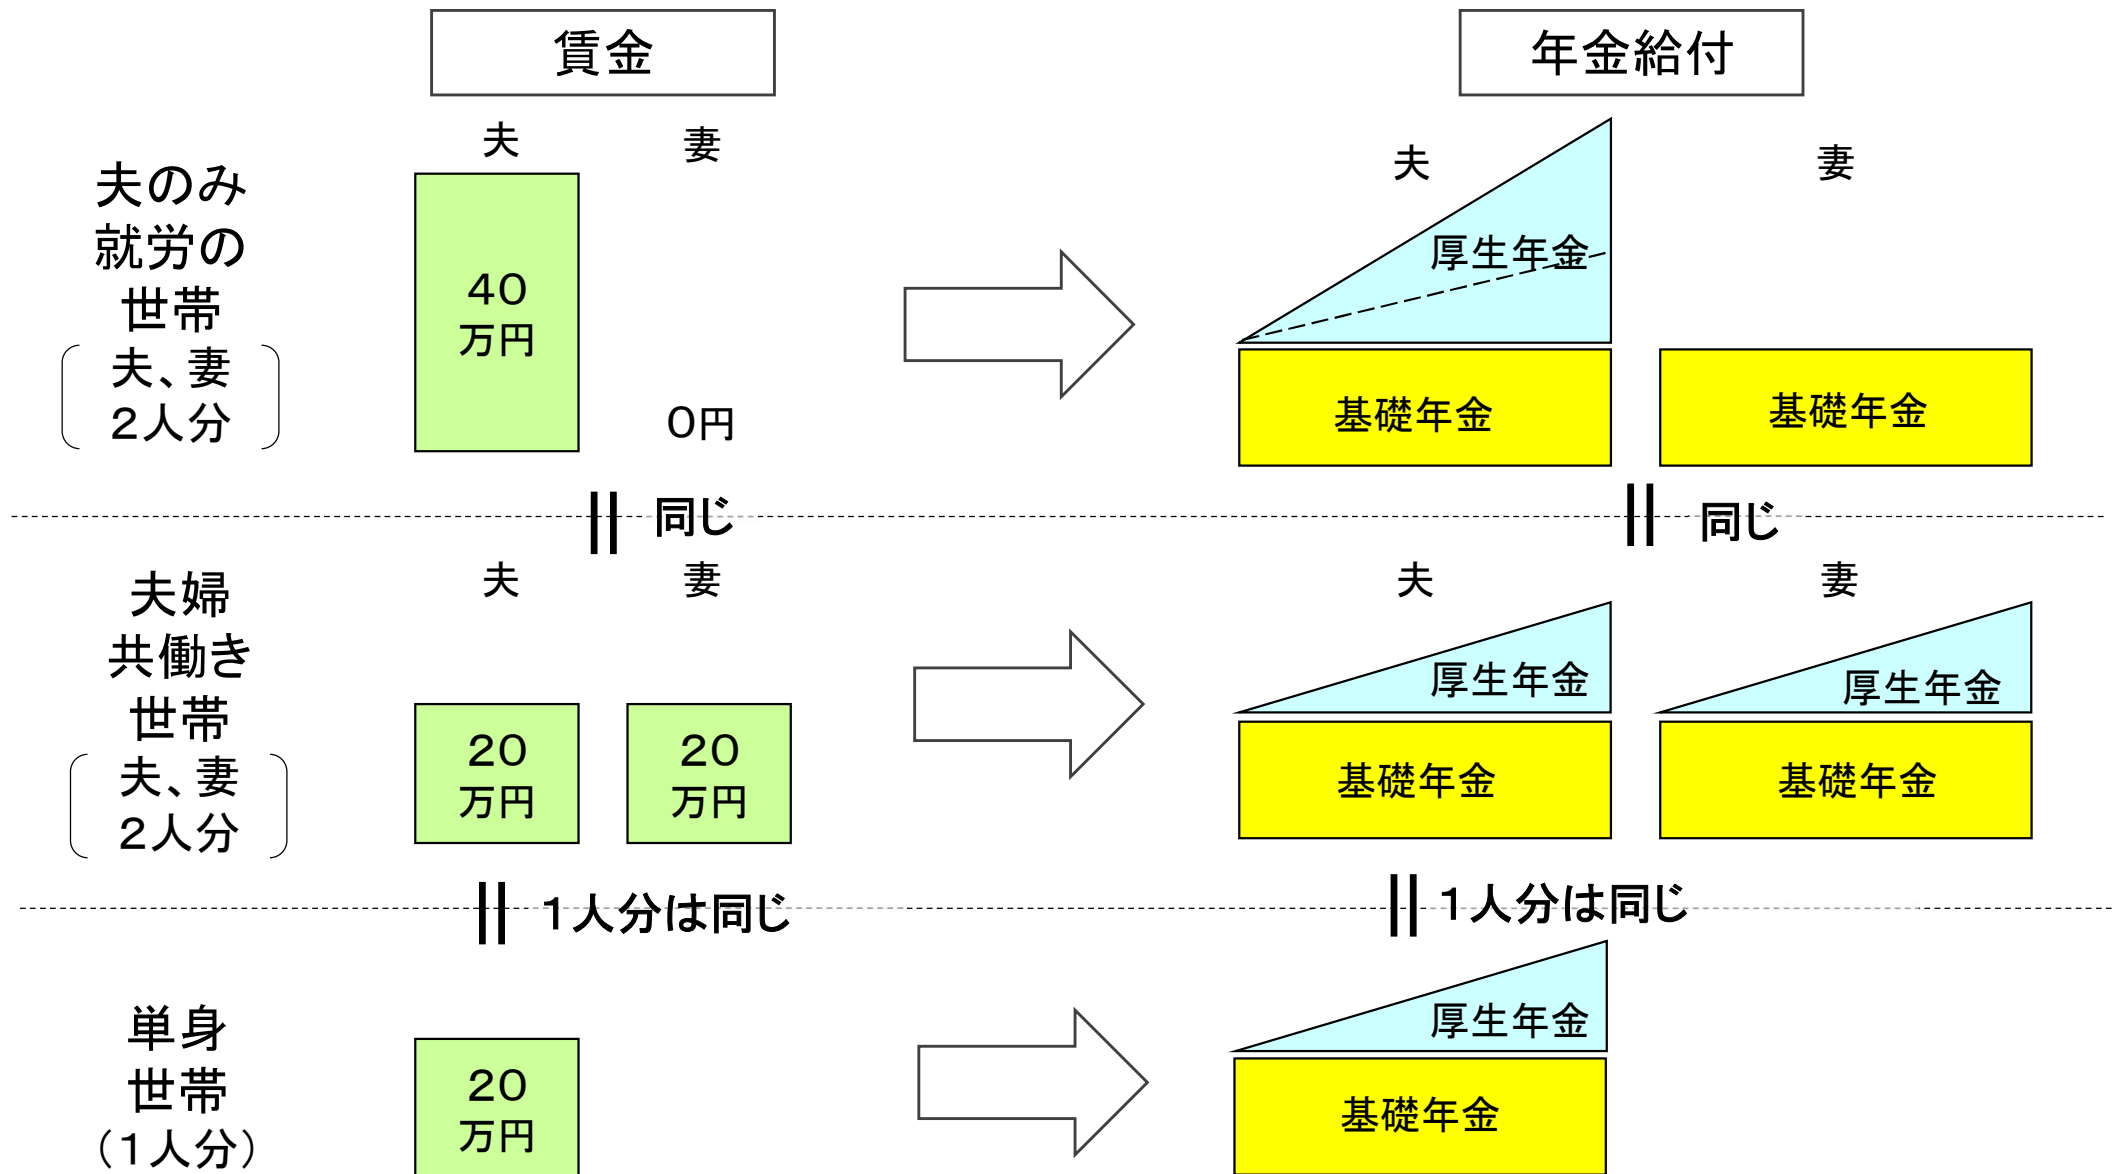 賃金
年金給付
夫のみ
就労の
世帯
夫、妻
2人分
夫
妻
40
万円
0円
夫
妻
厚生年金
基礎年金
基礎年金
同じ
同じ
夫婦
共働き
世帯
夫、妻
2人分
夫
妻
20
万円
20
万円
夫
妻
厚生年金
厚生年金
基礎年金
基礎年金
1人分は同じ
1人分は同じ
単身
世帯
(1人分)
20
万円
厚生年金
基礎年金